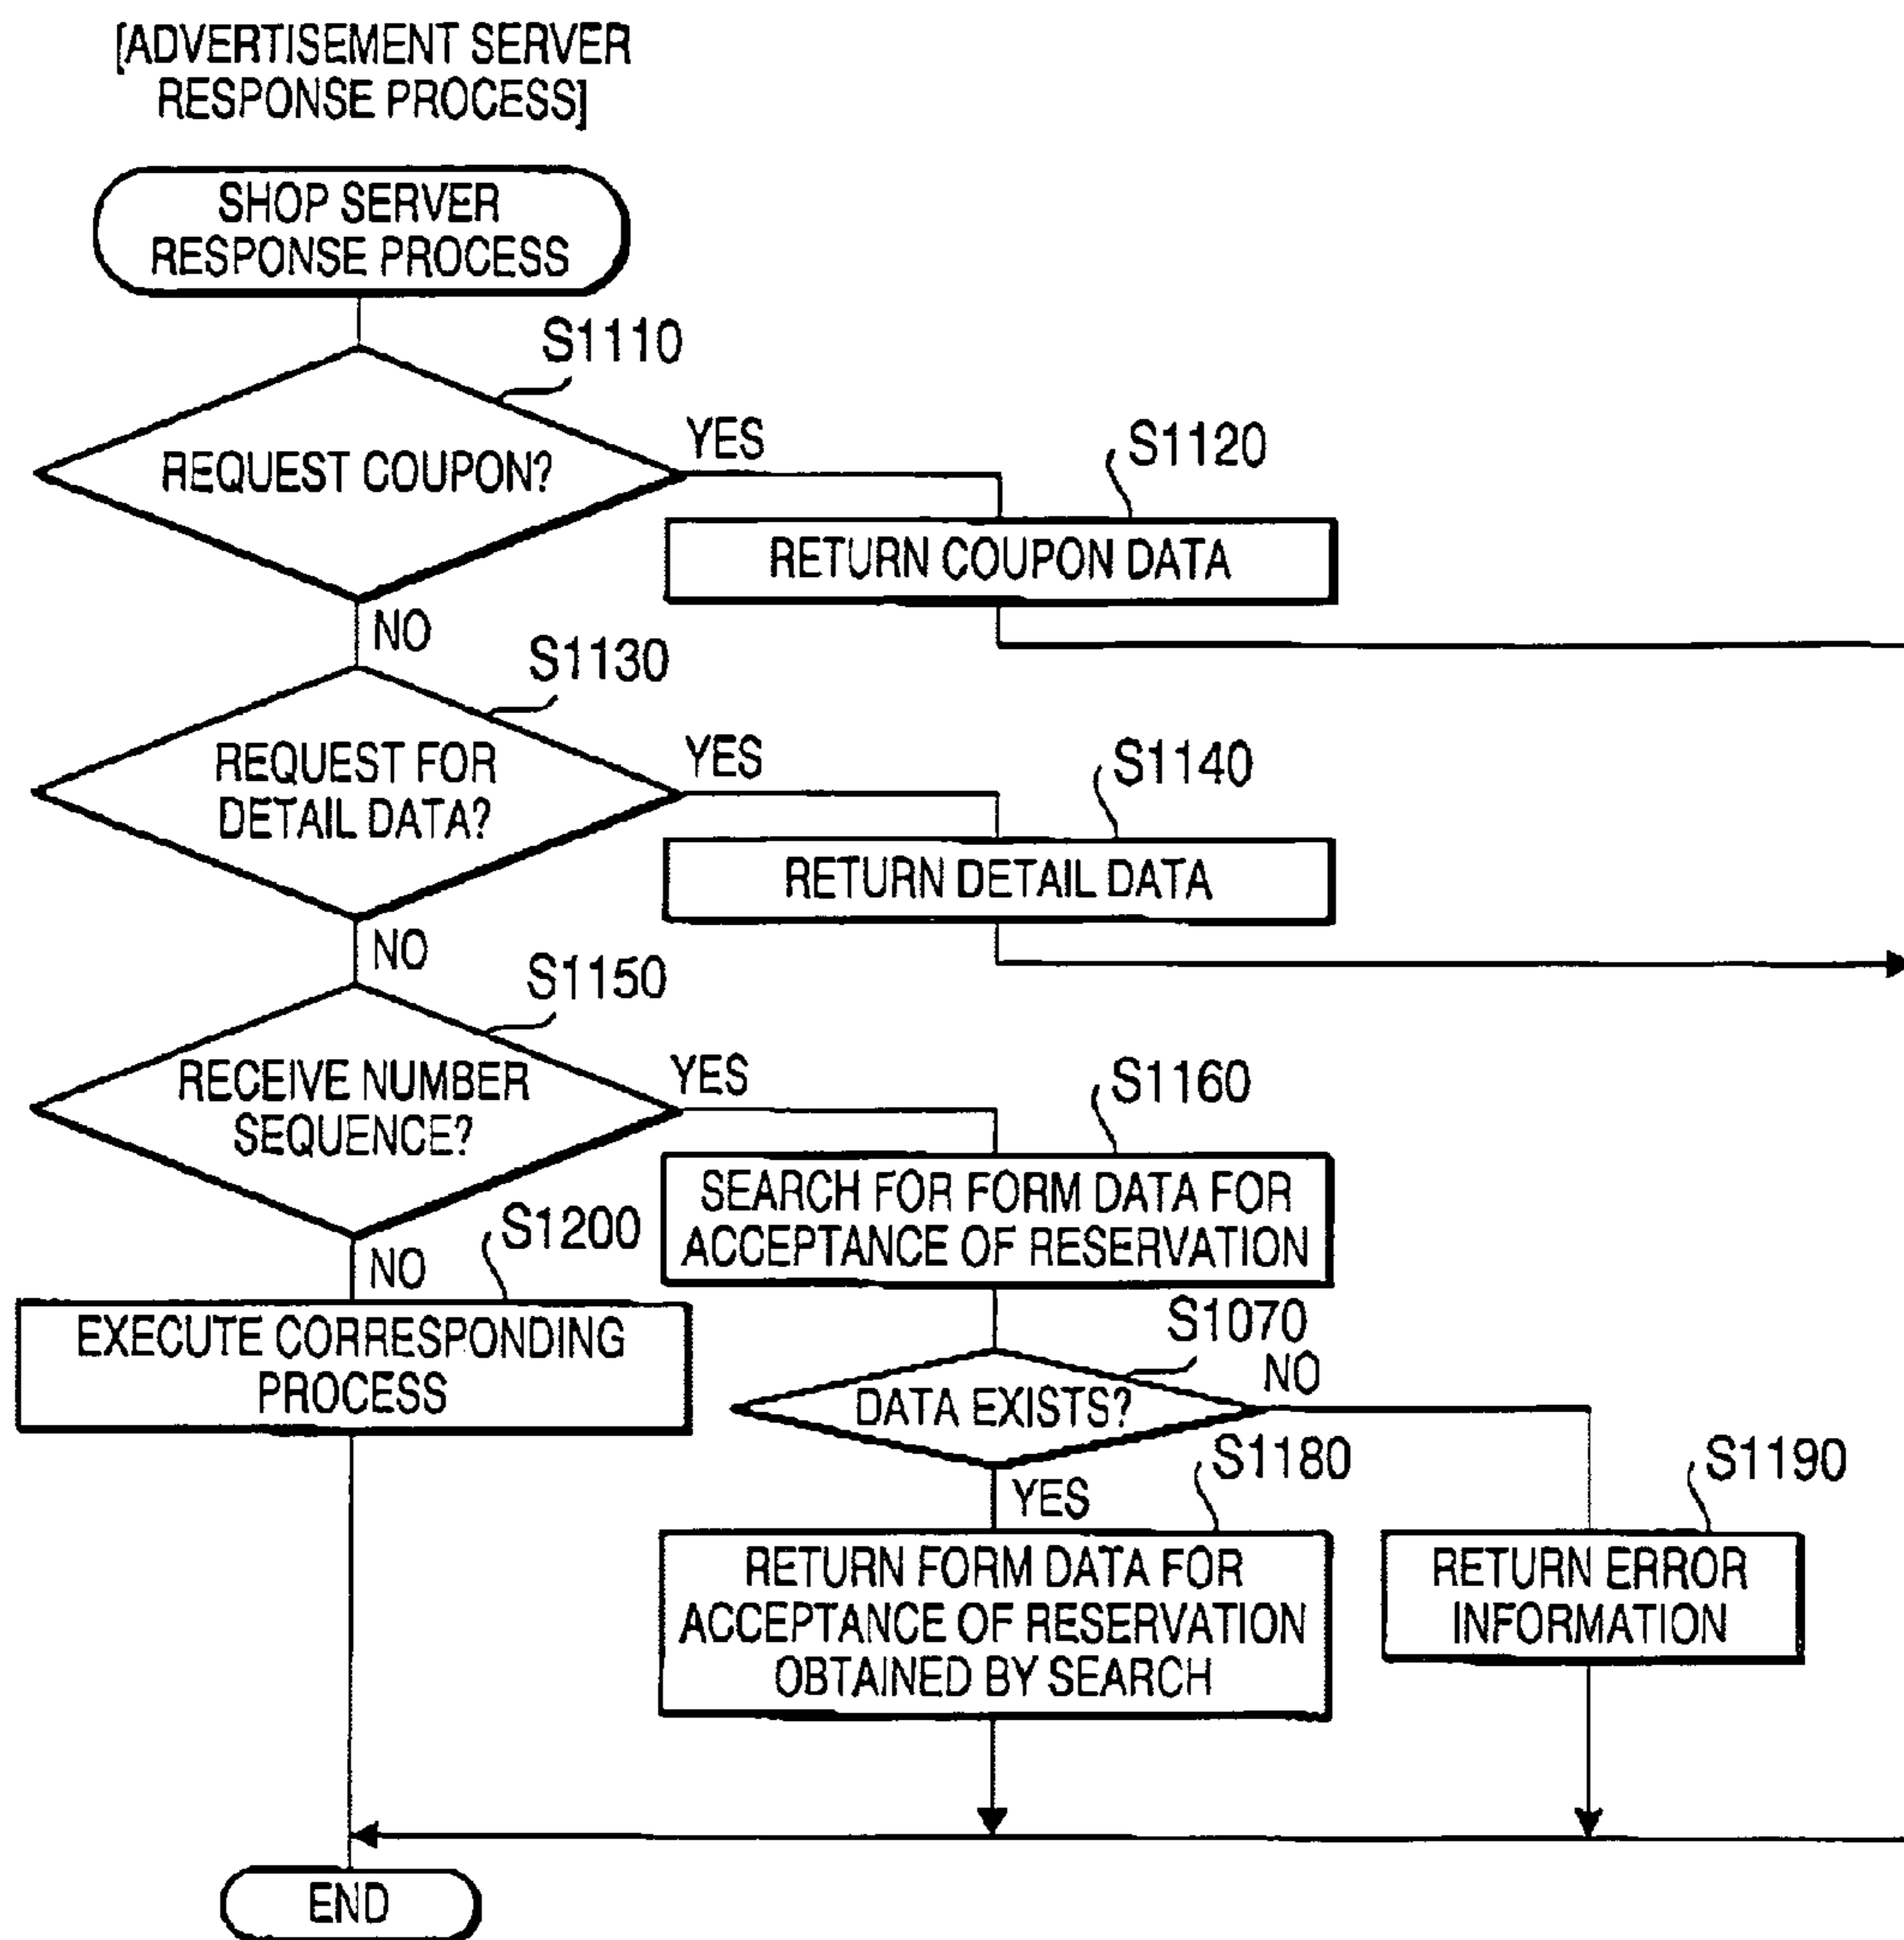 [ADVERTISEMENT SERVER
RESPONSE PROCESS]
SHOP SERVER
RESPONSE PROCESS
S1110
REQUEST COUPON?
YES
S1120
RETURN COUPON DATA
NO
S1130
REQUEST FOR
DETAIL DATA?
YES
S1140
RETURN DETAIL DATA
NO
S1150
RECEIVE NUMBER
SEQUENCE?
YES
S1160
SEARCH FOR FORM DATA FOR
ACCEPTANCE OF RESERVATION
NO
S1200
EXECUTE CORRESPONDING
PROCESS
S1070
DATA EXISTS?
NO
YES
S1180
RETURN FORM DATA FOR
ACCEPTANCE OF RESERVATION
OBTAINED BY SEARCH
S1190
RETURN ERROR
INFORMATION
END